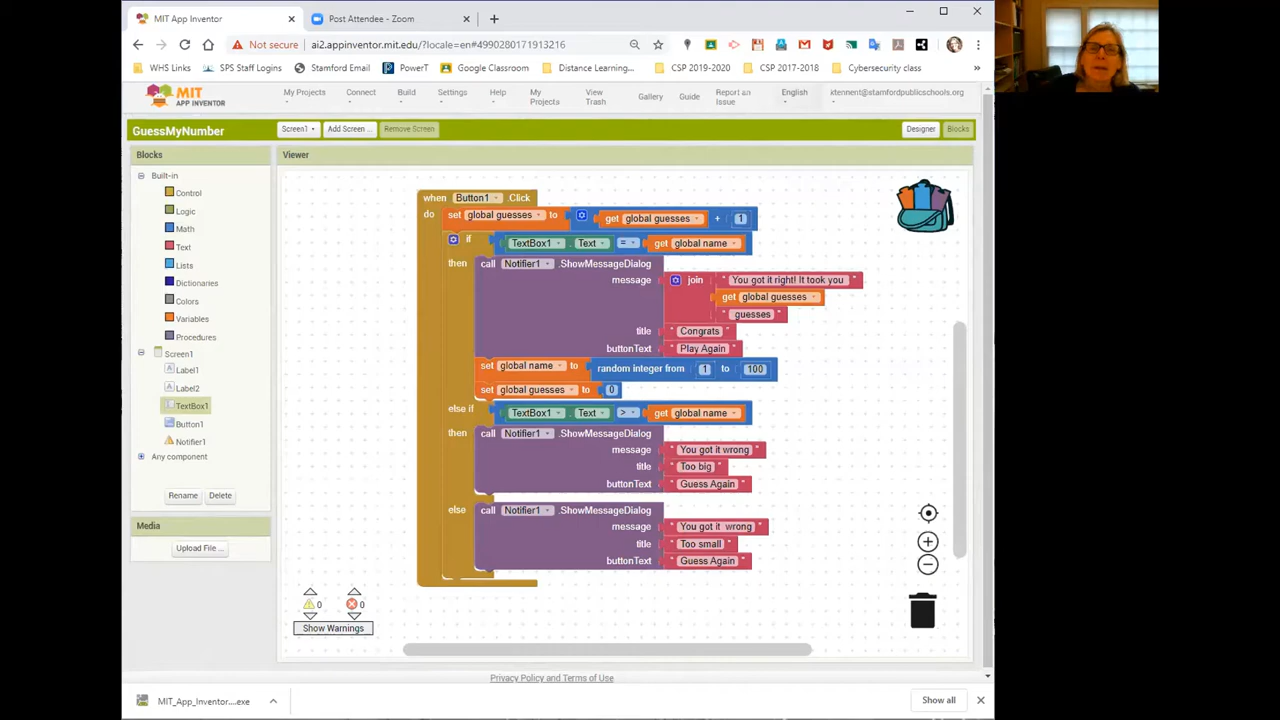 MIT App Inventor
Post Attendee - Zoom
Not secure
ai2.appinventor.mit.edu/?locale=en#4990280171913216
WHS Links
SPS Staff Logins
Stamford Email
PowerT
Google Classroom
Distance Learning...
CSP 2019-2020
CSP 2017-2018
Cybersecurity class
»
MIT
APP INVENTOR
My Projects
Connect
Build
Settings
Help
My Projects
View Trash
Gallery
Guide
Report an Issue
English
ktennent@stamfordpublicschools.org
GuessMyNumber
Screen1
Add Screen ...
Remove Screen
Designer
Blocks
Blocks
Viewer
Built-in
Control
Logic
Math
Text
Lists
Dictionaries
Colors
Variables
Procedures
Screen1
Label1
Label2
TextBox1
Button1
Notifier1
Any component
Rename
Delete
Media
Upload File ...
when Button1 .Click
do set global guesses to get global guesses + 1
if TextBox1 . Text = get global name
then call Notifier1 .ShowMessageDialog
message join " You got it right! It took you "
get global guesses
" guesses "
title " Congrats "
buttonText " Play Again "
set global name to random integer from 1 to 100
set global guesses to 0
else if TextBox1 . Text > get global name
then call Notifier1 .ShowMessageDialog
message " You got it wrong "
title " Too big "
buttonText " Guess Again "
else call Notifier1 .ShowMessageDialog
message " You got it wrong "
title " Too small "
buttonText " Guess Again "
0
0
Show Warnings
Privacy Policy and Terms of Use
MIT_App_Inventor....exe
Show all